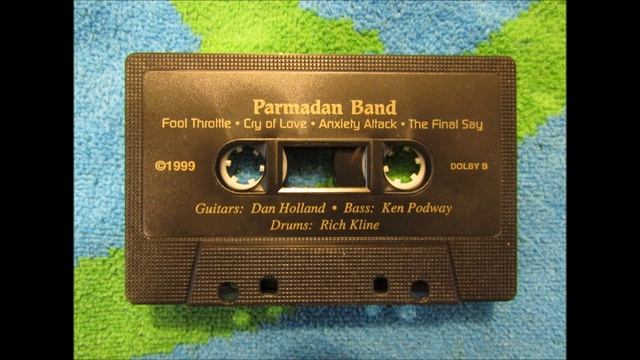 Parmadan Band
Fool Throttle • Cry of Love • Anxiety Attack • The Final Say
©1999
DOLBY B
Guitars: Dan Holland • Bass: Ken Podway
Drums: Rich Kline